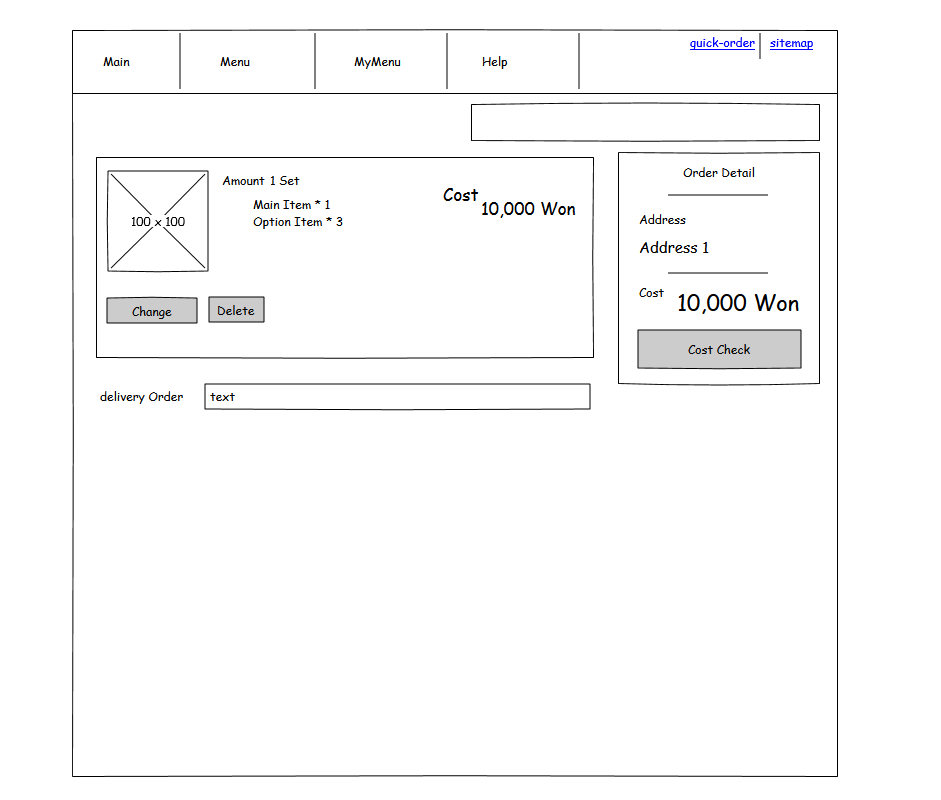 Main Menu MyMenu Help quick-order sitemap
100 x 100
Amount 1 Set
Main Item * 1
Option Item * 3
Cost 10,000 Won
Change Delete
Order Detail
Address
Address 1
Cost 10,000 Won
Cost Check
delivery Order text